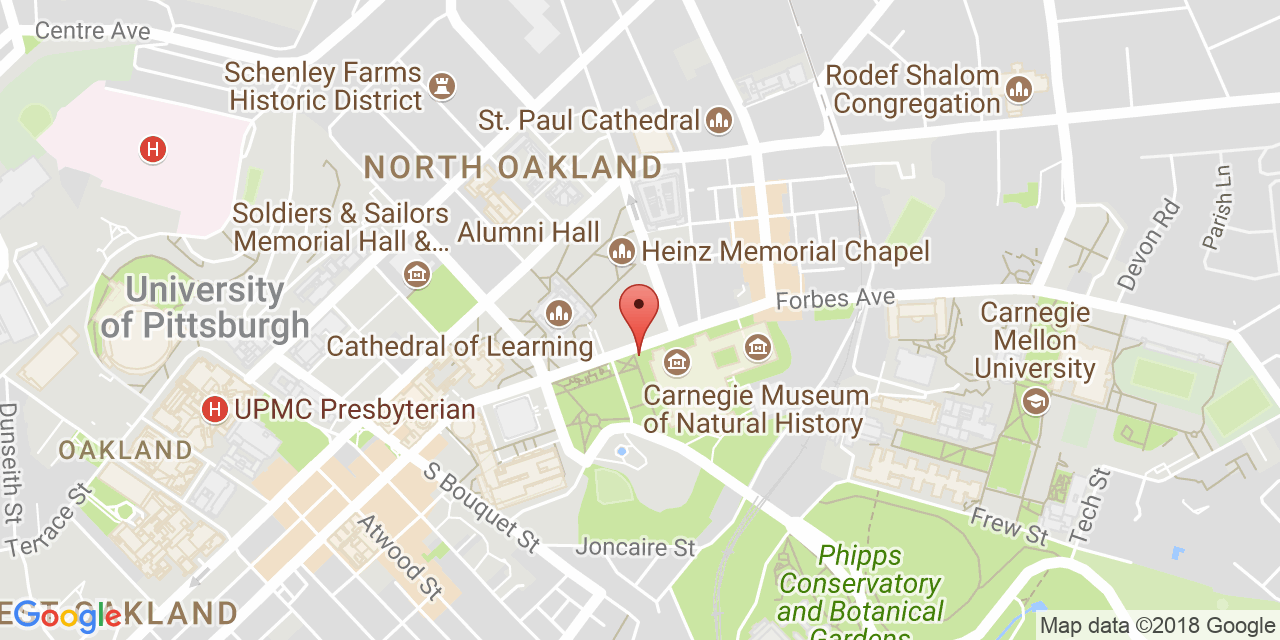 Centre Ave
Schenley Farms
Historic District
Rodef Shalom
Congregation
H
St. Paul Cathedral
NORTH OAKLAND
Soldiers & Sailors
Memorial Hall &...
Alumni Hall
Heinz Memorial Chapel
Devon Rd
Parish Ln
University
of Pittsburgh
Forbes Ave
Cathedral of Learning
Carnegie
Mellon
University
Carnegie Museum
of Natural History
H
UPMC Presbyterian
OAKLAND
Dunseith St
Terrace St
S Bouquet St
Atwood St
Joncaire St
Frew St
Tech St
Phipps
Conservatory
and Botanical
Gardens
OAKLAND
Google
Map data ©2018 Google